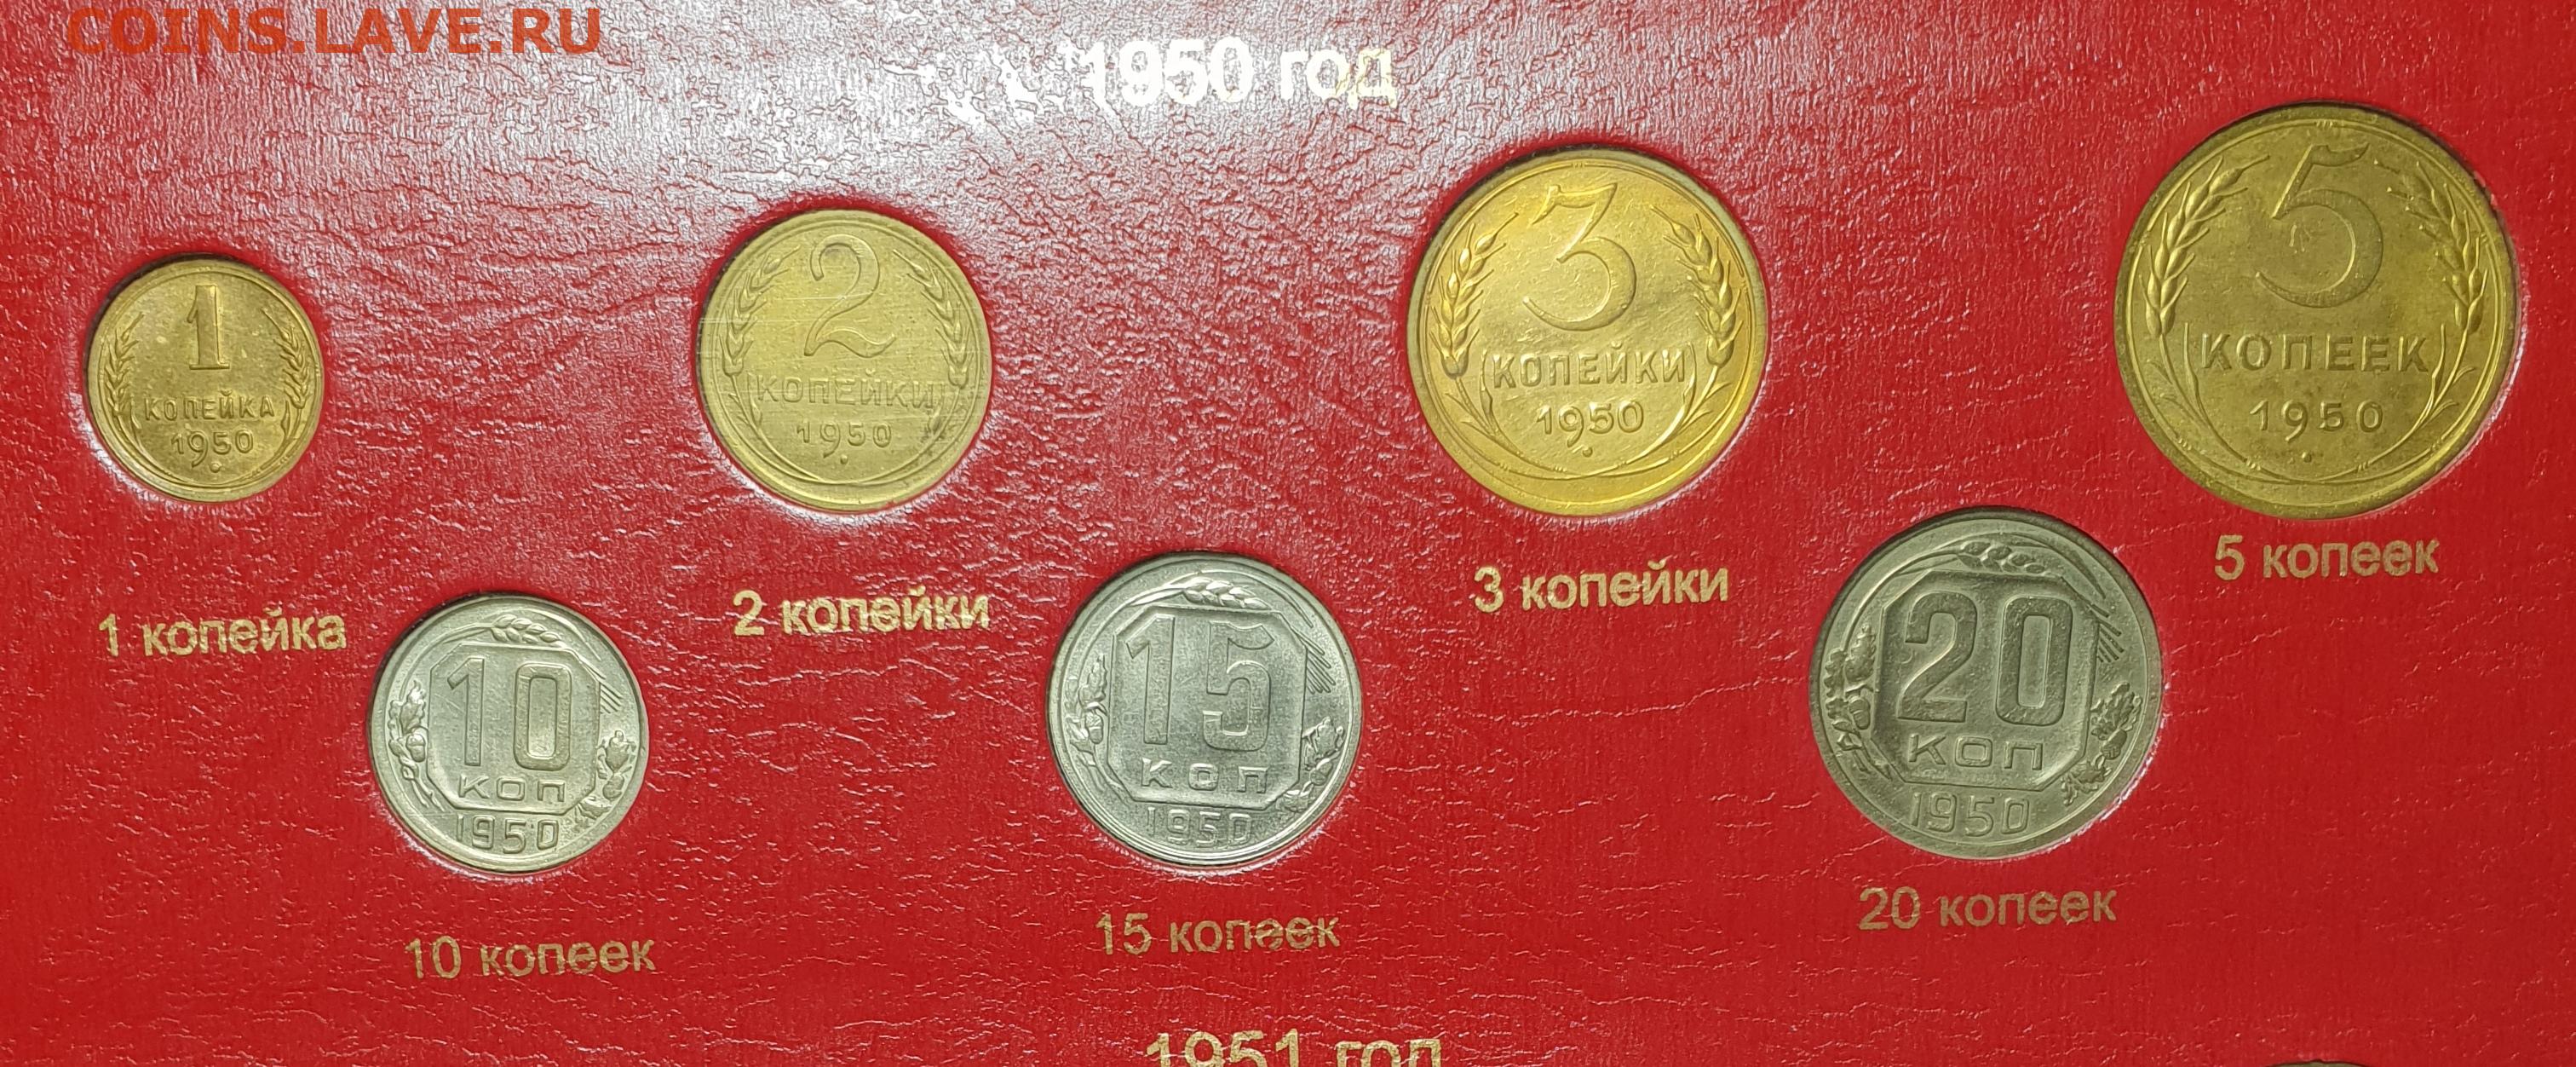 COINS.LAVE.RU
1950 год
1
КОПЕЙКА
1950
1 копейка
2
КОПЕЙКИ
1950
2 копейки
3
КОПЕЙКИ
1950
3 копейки
5
КОПЕЕК
1950
5 копеек
10
КОП
1950
10 копеек
15
КОП
1950
15 копеек
20
КОП
1950
20 копеек
1951 год